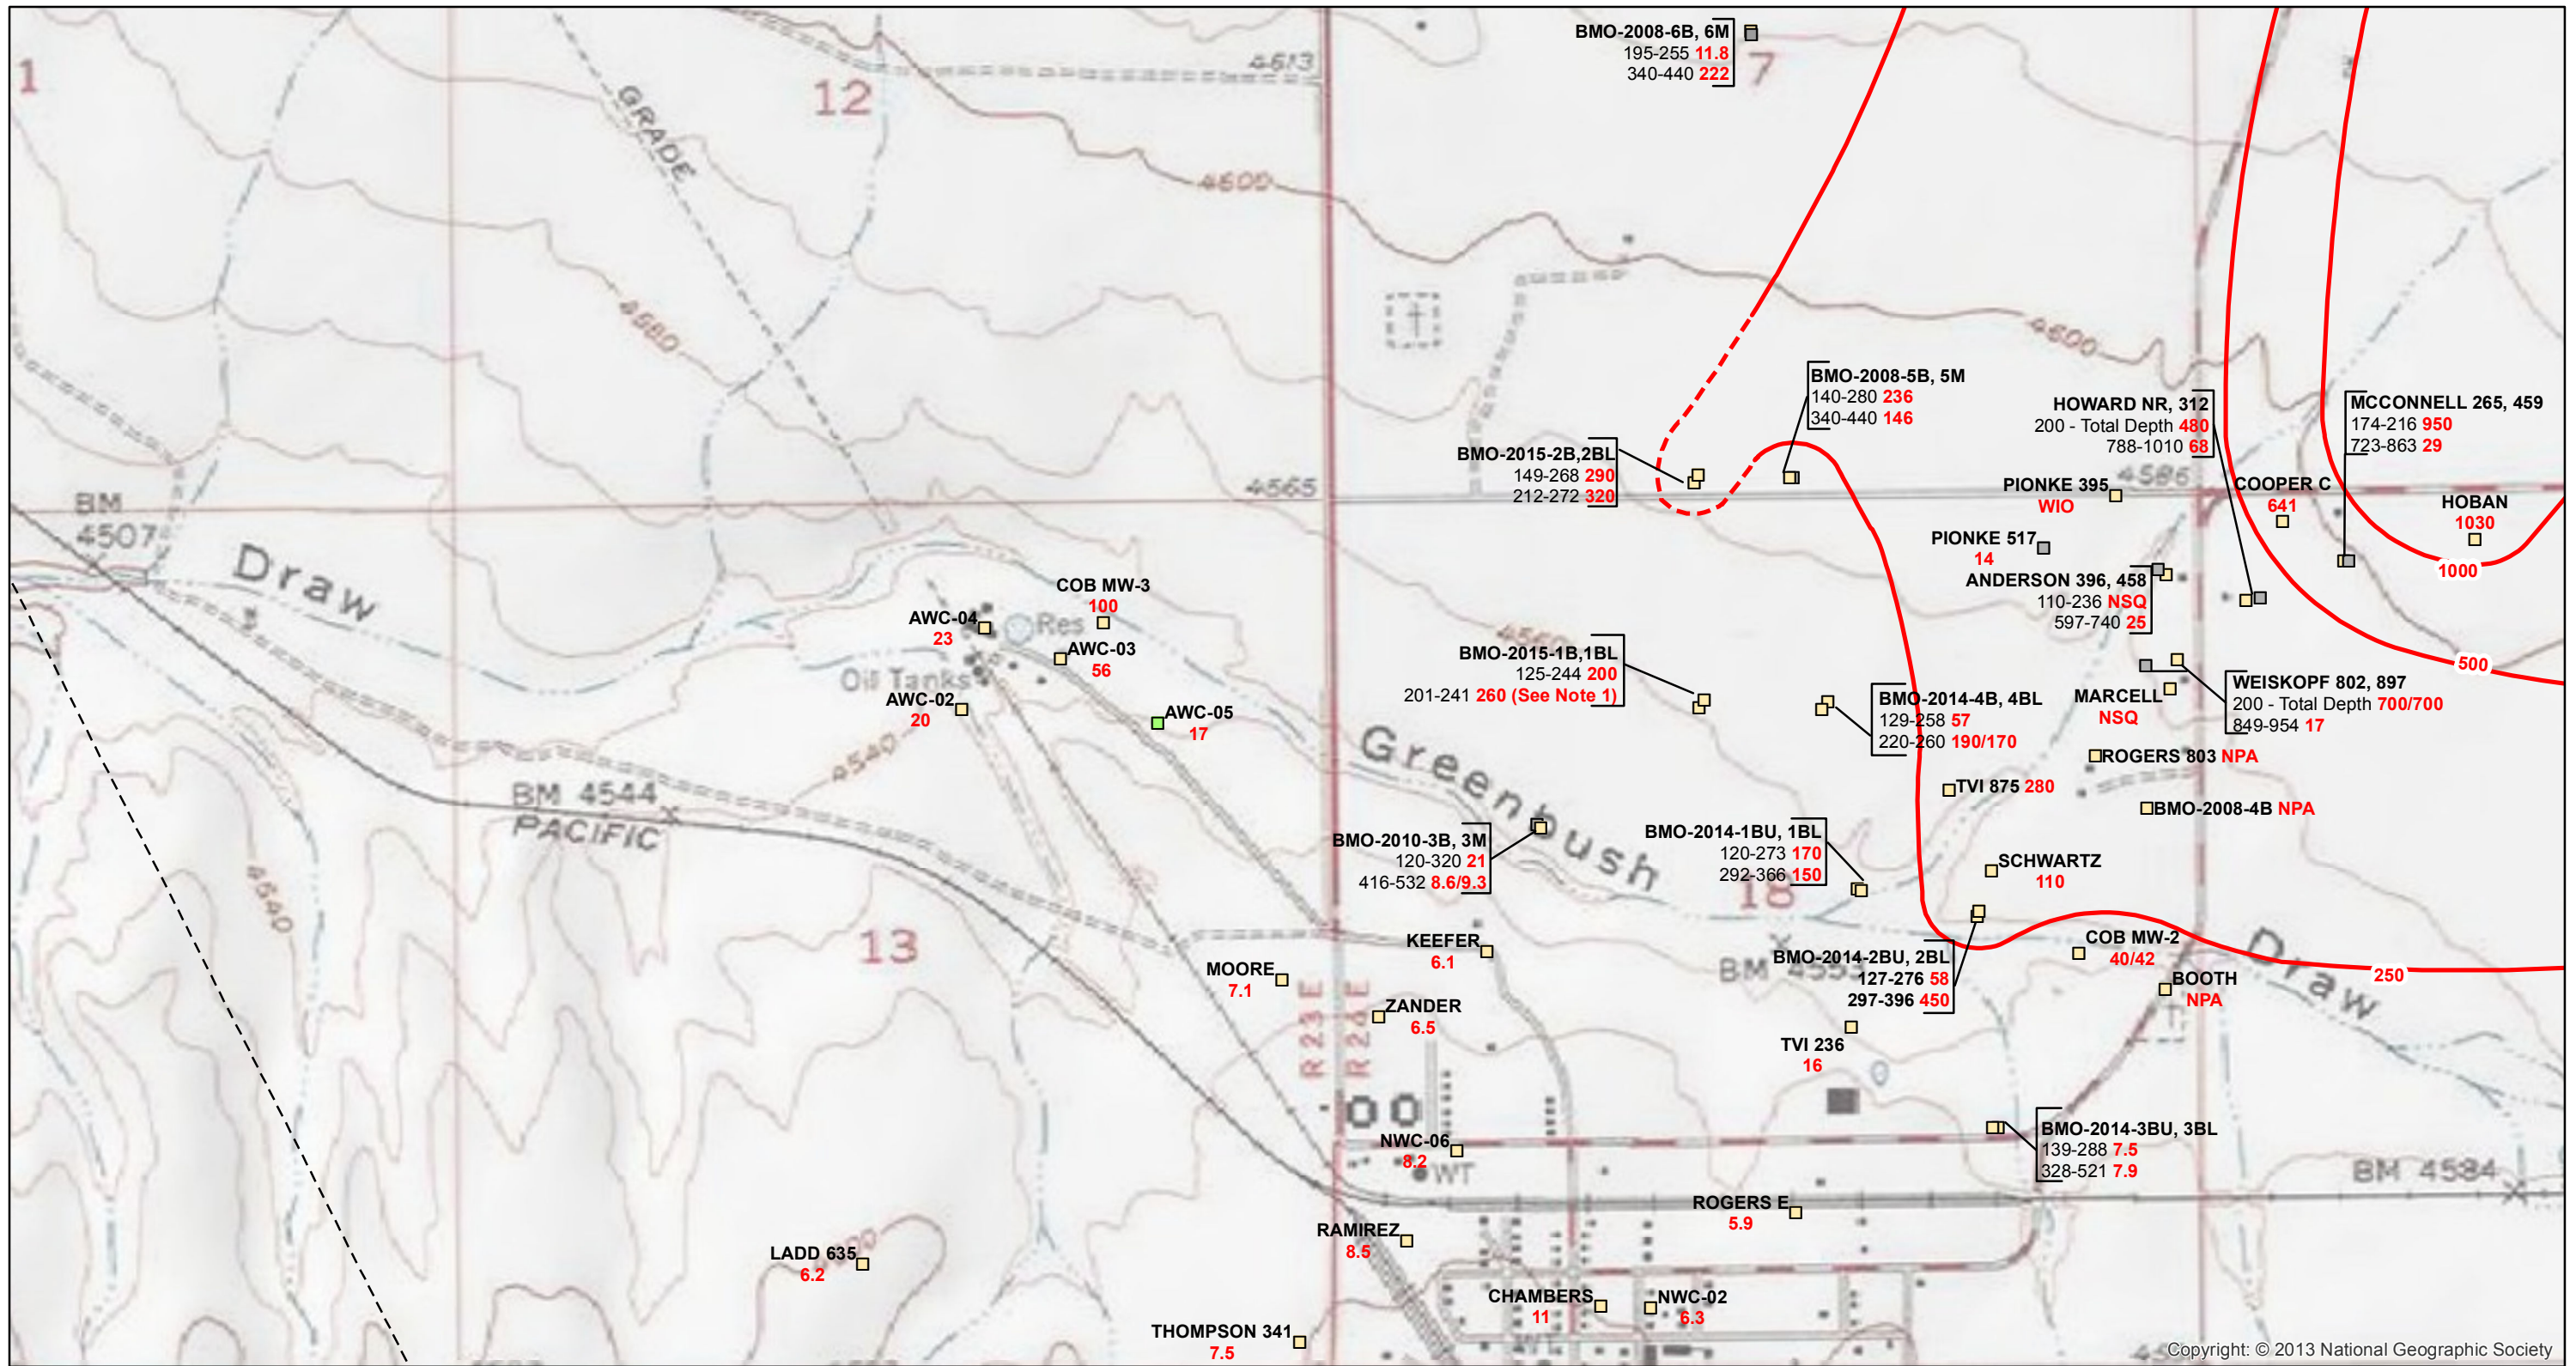 1
12
GRADE
4613
BMO-2008-6B, 6M
195-255 11.8
340-440 222
7
4600
4580
4600
BMO-2008-5B, 5M
140-280 236
340-440 146
HOWARD NR, 312
200 - Total Depth 480
788-1010 68
MCCONNELL 265, 459
174-216 950
723-863 29
BMO-2015-2B,2BL
149-268 290
212-272 320
4565
PIONKE 395
WIO
4586
COOPER C
641
HOBAN
1030
1000
BM
4507
Draw
PIONKE 517
14
ANDERSON 396, 458
110-236 NSQ
597-740 25
COB MW-3
100
AWC-04
23
Res
AWC-03
56
Oil Tanks
AWC-02
20
AWC-05
17
4560
BMO-2015-1B,1BL
125-244 200
201-241 260 (See Note 1)
500
WEISKOPF 802, 897
200 - Total Depth 700/700
849-954 17
MARCELL
NSQ
BMO-2014-4B, 4BL
129-258 57
220-260 190/170
4540
Greenbush
ROGERS 803 NPA
TVI 875 280
BMO-2008-4B NPA
BM 4544
PACIFIC
BMO-2010-3B, 3M
120-320 21
416-532 8.6/9.3
BMO-2014-1BU, 1BL
120-273 170
292-366 150
18
SCHWARTZ
110
4540
13
KEEFER
6.1
COB MW-2
40/42
Draw
250
MOORE
7.1
BM 4553
BMO-2014-2BU, 2BL
127-276 58
297-396 450
BOOTH
NPA
R 23 E
R 24 E
ZANDER
6.5
TVI 236
16
OO
NWC-06
8.2
WT
BMO-2014-3BU, 3BL
139-288 7.5
328-521 7.9
BM 4584
ROGERS E
5.9
RAMIREZ
8.5
LADD 635
6.2
CHAMBERS
11
NWC-02
6.3
THOMPSON 341
7.5
Copyright: © 2013 National Geographic Society